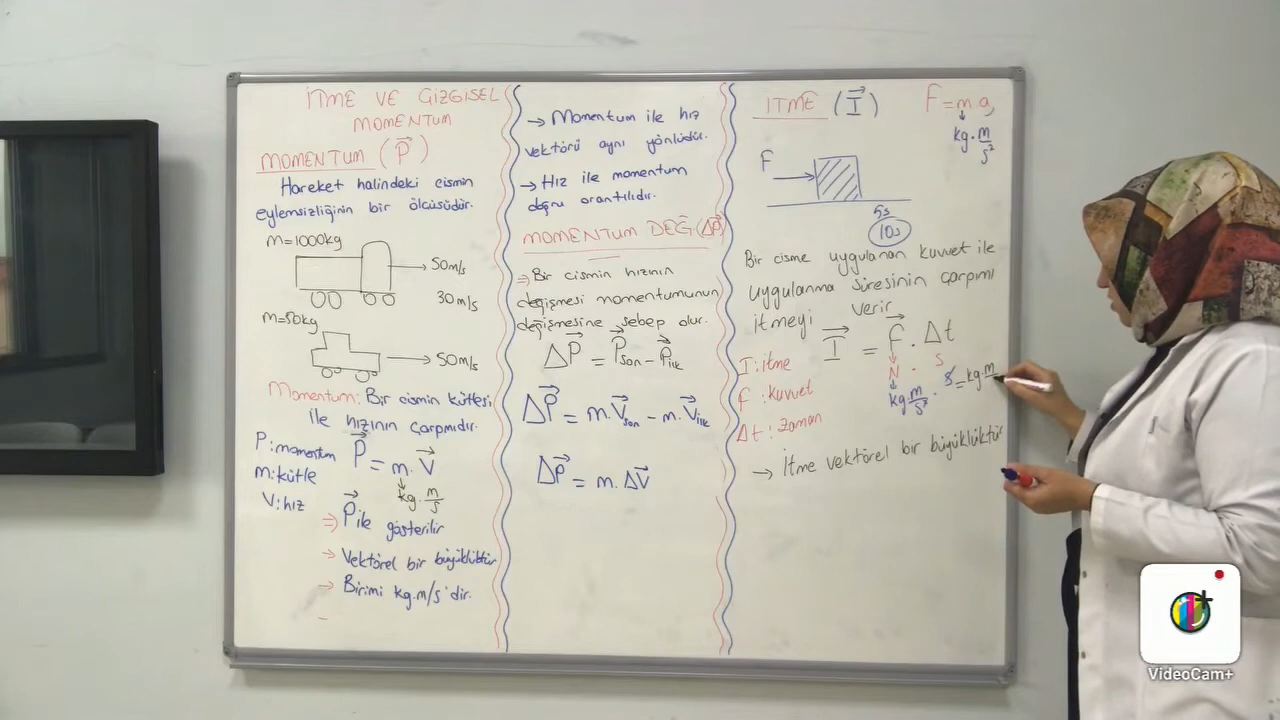 İTME VE ÇİZGİSEL
MOMENTUM
MOMENTUM (P⃗)
Hareket halindeki cismin
eylemsizliğinin bir ölçüsüdür.
m=1000kg
50m/s
30m/s
m=50kg
50m/s
Momentum: Bir cismin kütlesi
ile hızının çarpımıdır.
P: momentum
m: kütle
V: hız
P⃗ = m.V⃗
kg.m/s
⇒ P⃗ ile gösterilir
→ Vektörel bir büyüklüktür
→ Birimi kg.m/s'dir.
→ Momentum ile hız
vektörü aynı yönlüdür.
→ Hız ile momentum
doğru orantılıdır.
MOMENTUM DEĞ(ΔP⃗)
⇒ Bir cismin hızının
değişmesi momentumunun
değişmesine sebep olur.
ΔP⃗ = P⃗son - P⃗ilk
ΔP⃗ = m.V⃗son - m.V⃗ilk
ΔP⃗ = m.ΔV⃗
İTME (I⃗)
F=m.a
kg.m/s²
F
5s
10s
Bir cisme uygulanan kuvvet ile
uygulanma süresinin çarpımı
itmeyi verir
I⃗ = F⃗.Δt
N . s
kg.m/s² . s = kg.m
I: itme
F: kuvvet
Δt: zaman
→ İtme vektörel bir büyüklüktür
VideoCam+